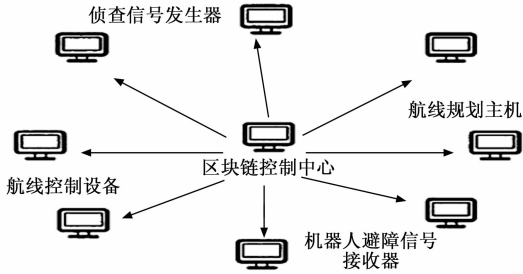 侦查信号发生器
航线规划主机
区块链控制中心
航线控制设备
机器人避障信号
接收器